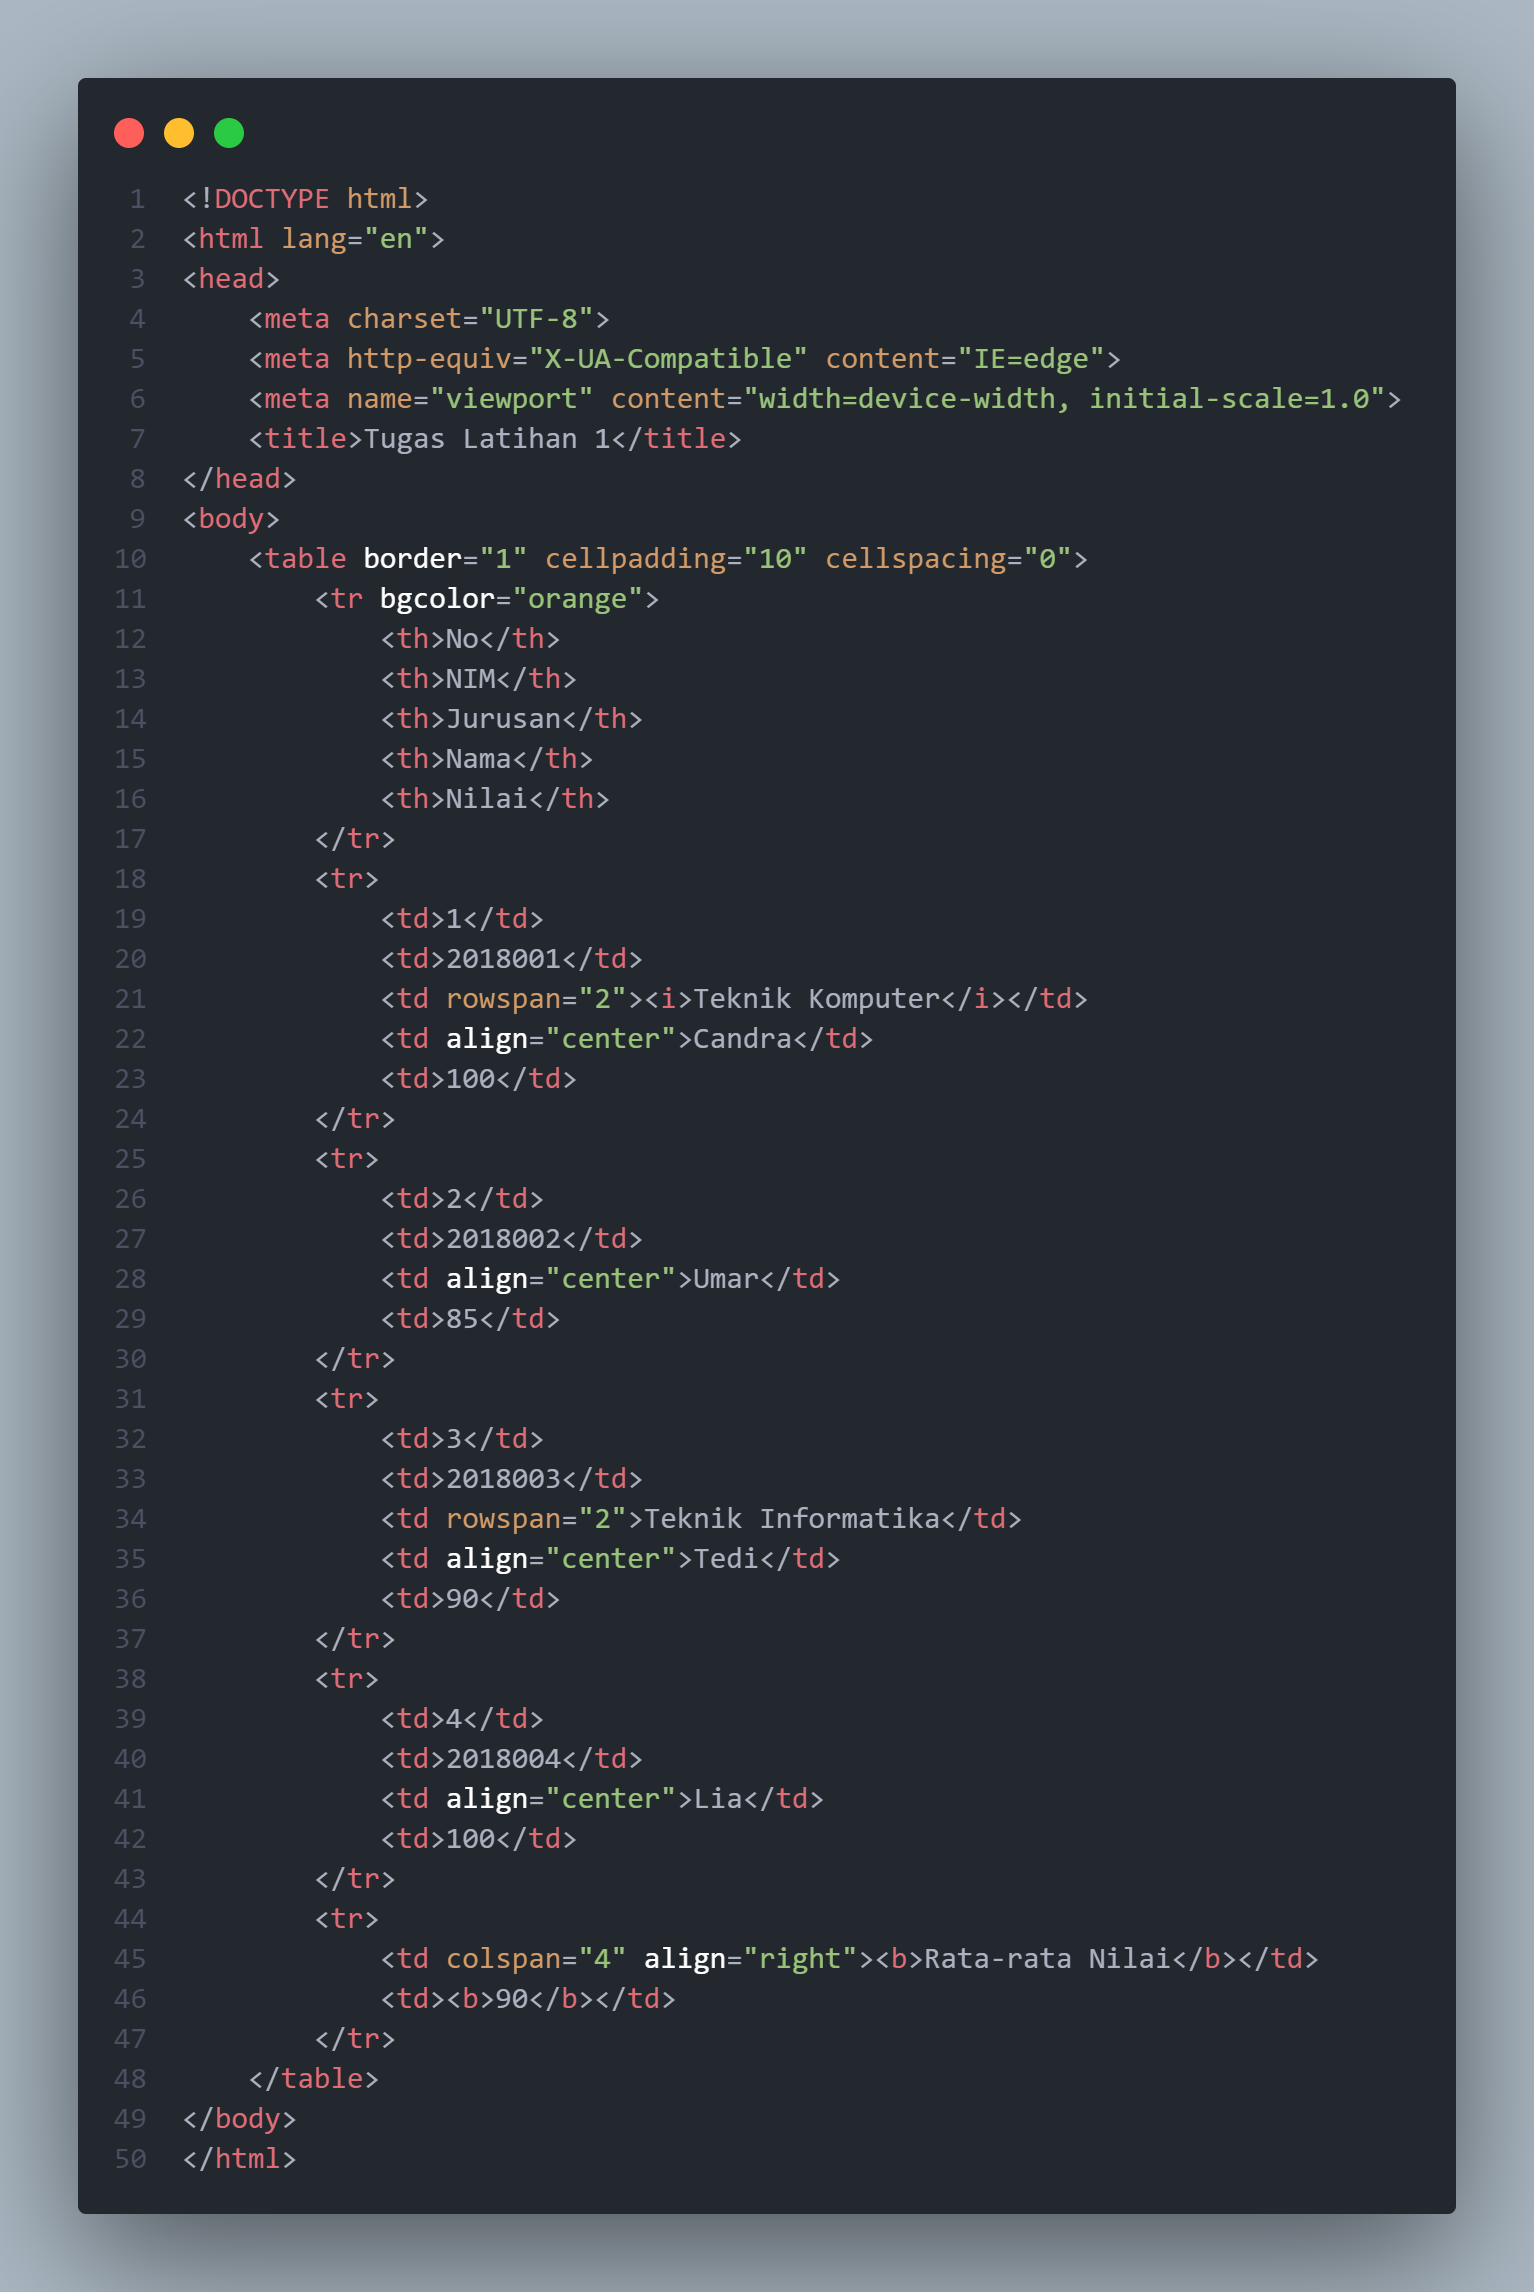 1 <!DOCTYPE html>
2 <html lang="en">
3 <head>
4     <meta charset="UTF-8">
5     <meta http-equiv="X-UA-Compatible" content="IE=edge">
6     <meta name="viewport" content="width=device-width, initial-scale=1.0">
7     <title>Tugas Latihan 1</title>
8 </head>
9 <body>
10     <table border="1" cellpadding="10" cellspacing="0">
11         <tr bgcolor="orange">
12             <th>No</th>
13             <th>NIM</th>
14             <th>Jurusan</th>
15             <th>Nama</th>
16             <th>Nilai</th>
17         </tr>
18         <tr>
19             <td>1</td>
20             <td>2018001</td>
21             <td rowspan="2"><i>Teknik Komputer</i></td>
22             <td align="center">Candra</td>
23             <td>100</td>
24         </tr>
25         <tr>
26             <td>2</td>
27             <td>2018002</td>
28             <td align="center">Umar</td>
29             <td>85</td>
30         </tr>
31         <tr>
32             <td>3</td>
33             <td>2018003</td>
34             <td rowspan="2">Teknik Informatika</td>
35             <td align="center">Tedi</td>
36             <td>90</td>
37         </tr>
38         <tr>
39             <td>4</td>
40             <td>2018004</td>
41             <td align="center">Lia</td>
42             <td>100</td>
43         </tr>
44         <tr>
45             <td colspan="4" align="right"><b>Rata-rata Nilai</b></td>
46             <td><b>90</b></td>
47         </tr>
48     </table>
49 </body>
50 </html>